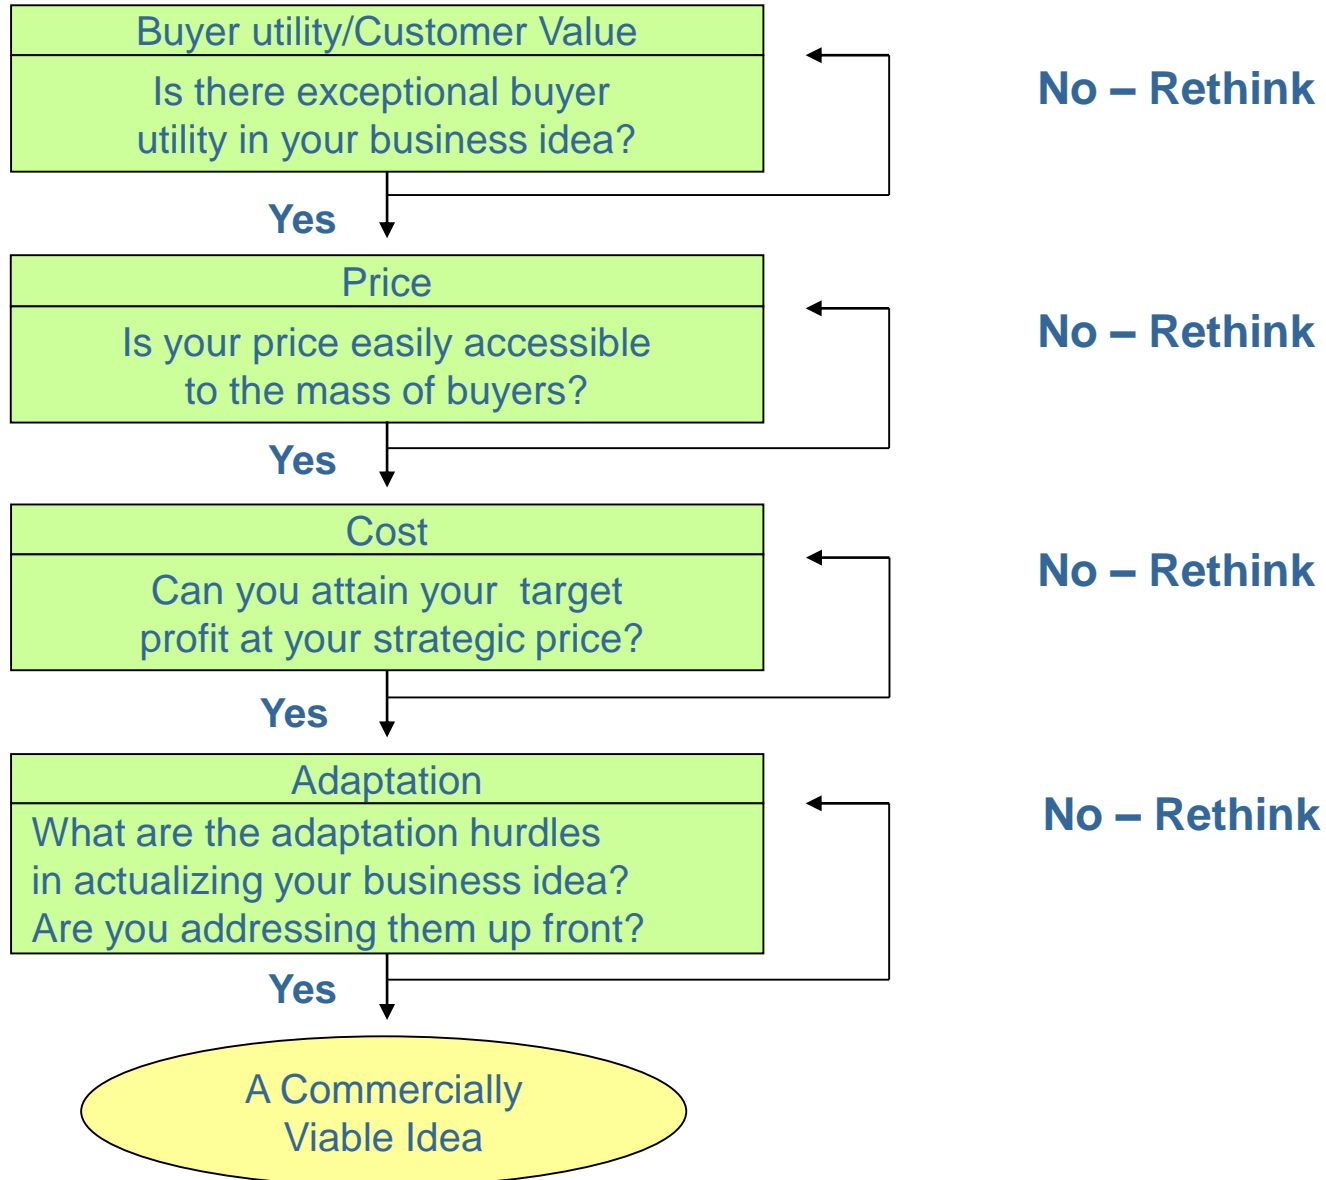 Buyer utility/Customer Value
Is there exceptional buyer
utility in your business idea?
No – Rethink
Yes
Price
Is your price easily accessible
to the mass of buyers?
No – Rethink
Yes
Cost
Can you attain your  target
profit at your strategic price?
No – Rethink
Yes
Adaptation
What are the adaptation hurdles
in actualizing your business idea?
Are you addressing them up front?
No – Rethink
Yes
A Commercially
Viable Idea